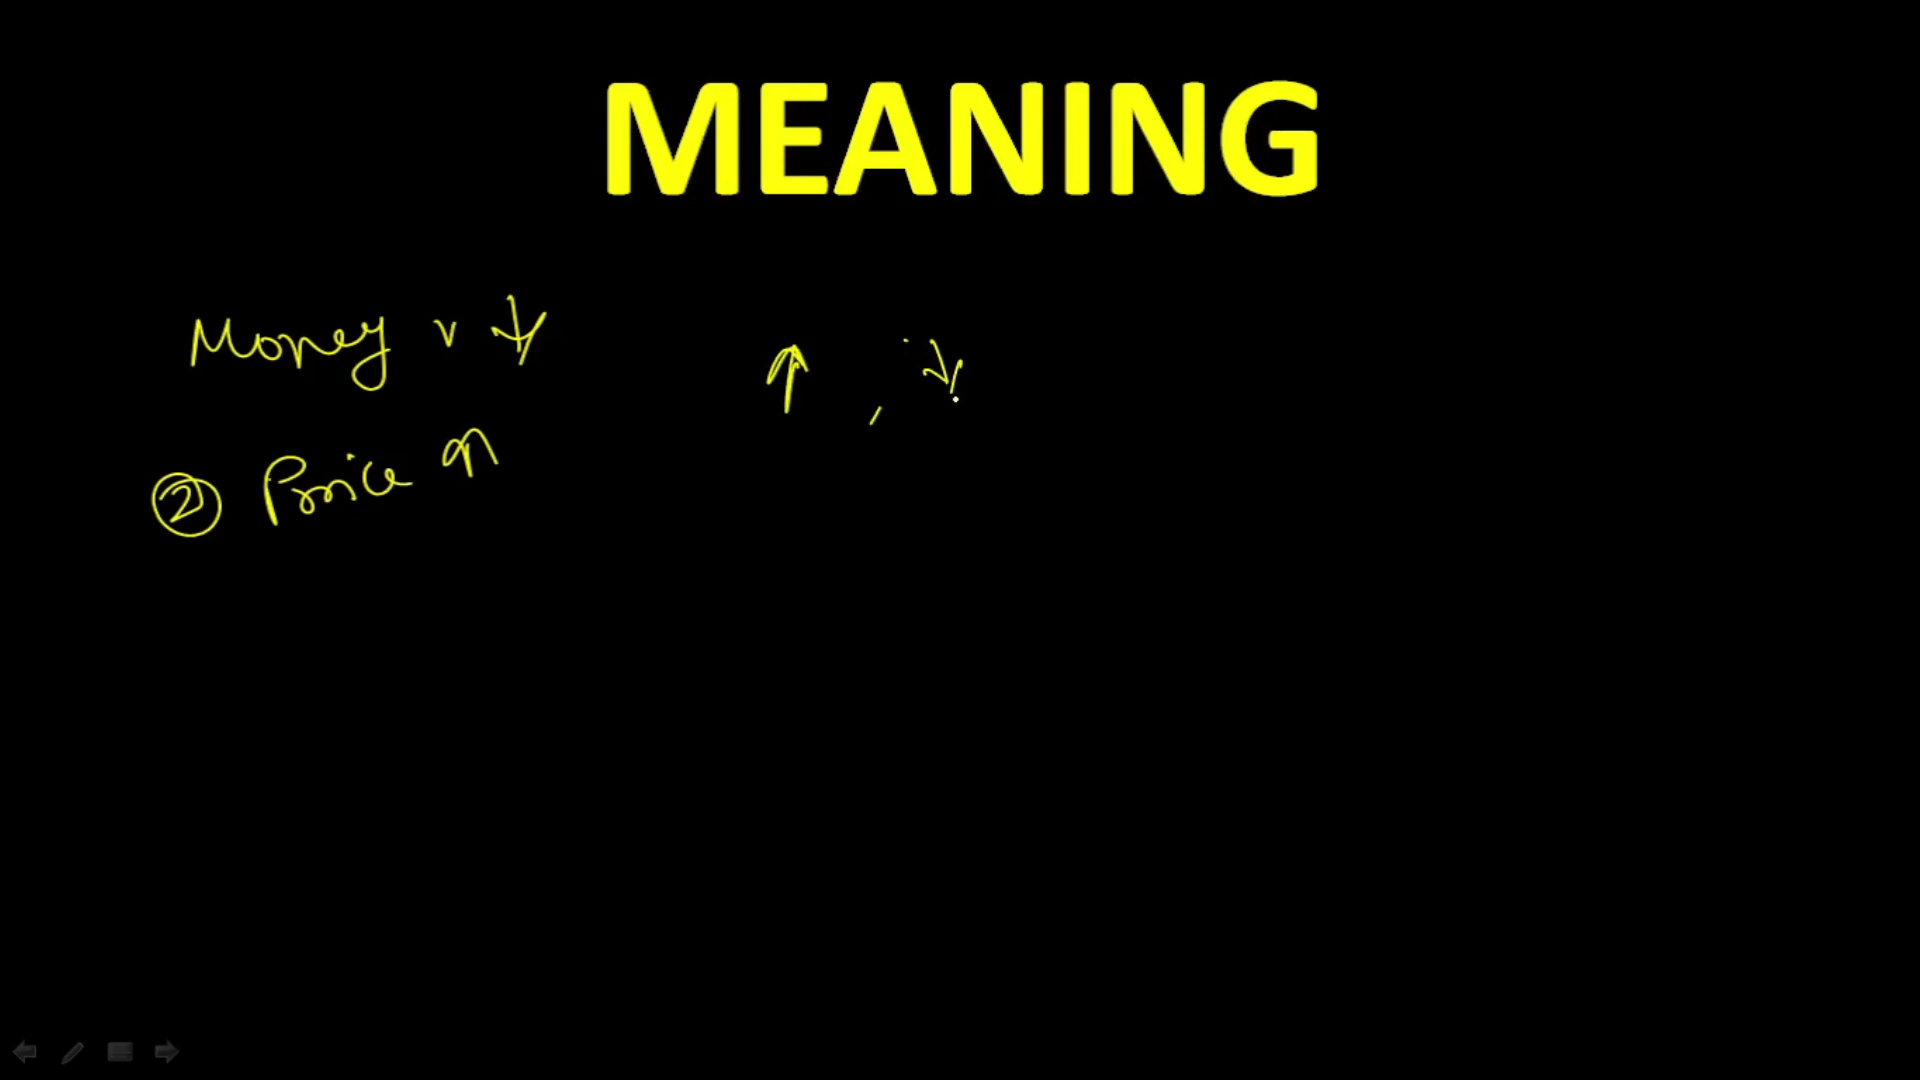 MEANING
Money v ↓
↑ , ↓
② Price ↑